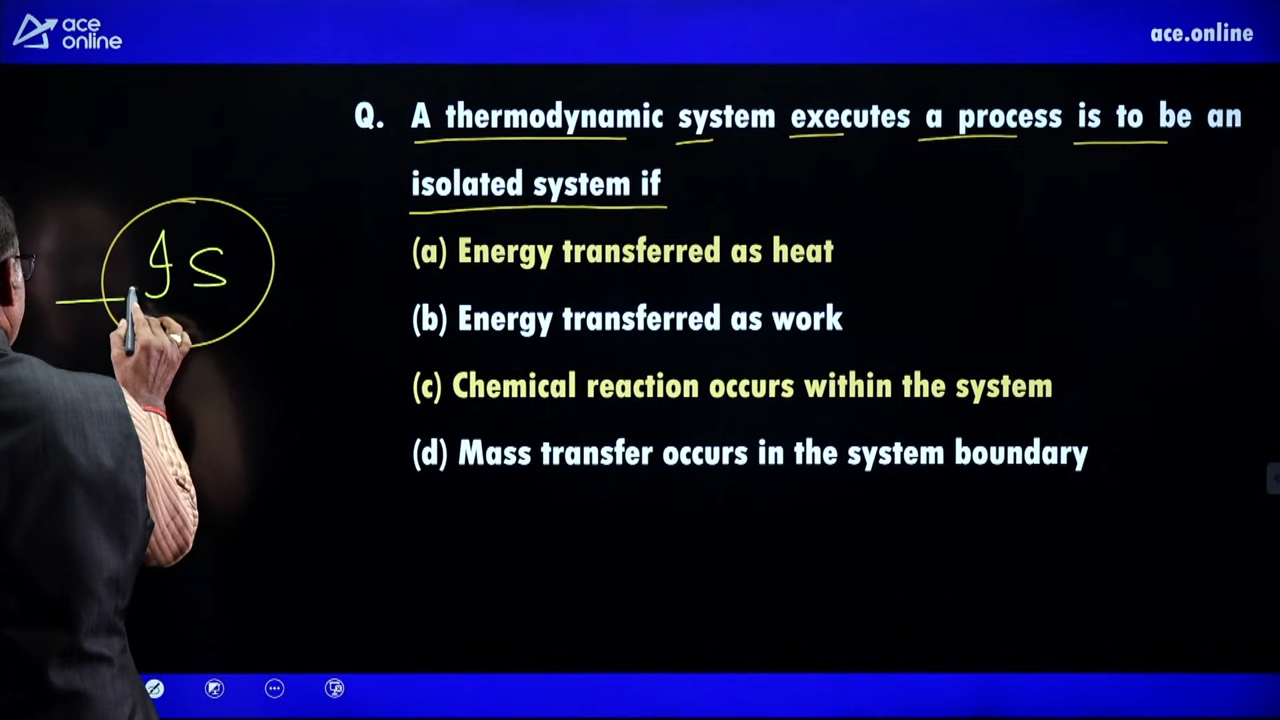 ace
online
ace.online
Q. A thermodynamic system executes a process is to be an
isolated system if
IS
(a) Energy transferred as heat
(b) Energy transferred as work
(c) Chemical reaction occurs within the system
(d) Mass transfer occurs in the system boundary